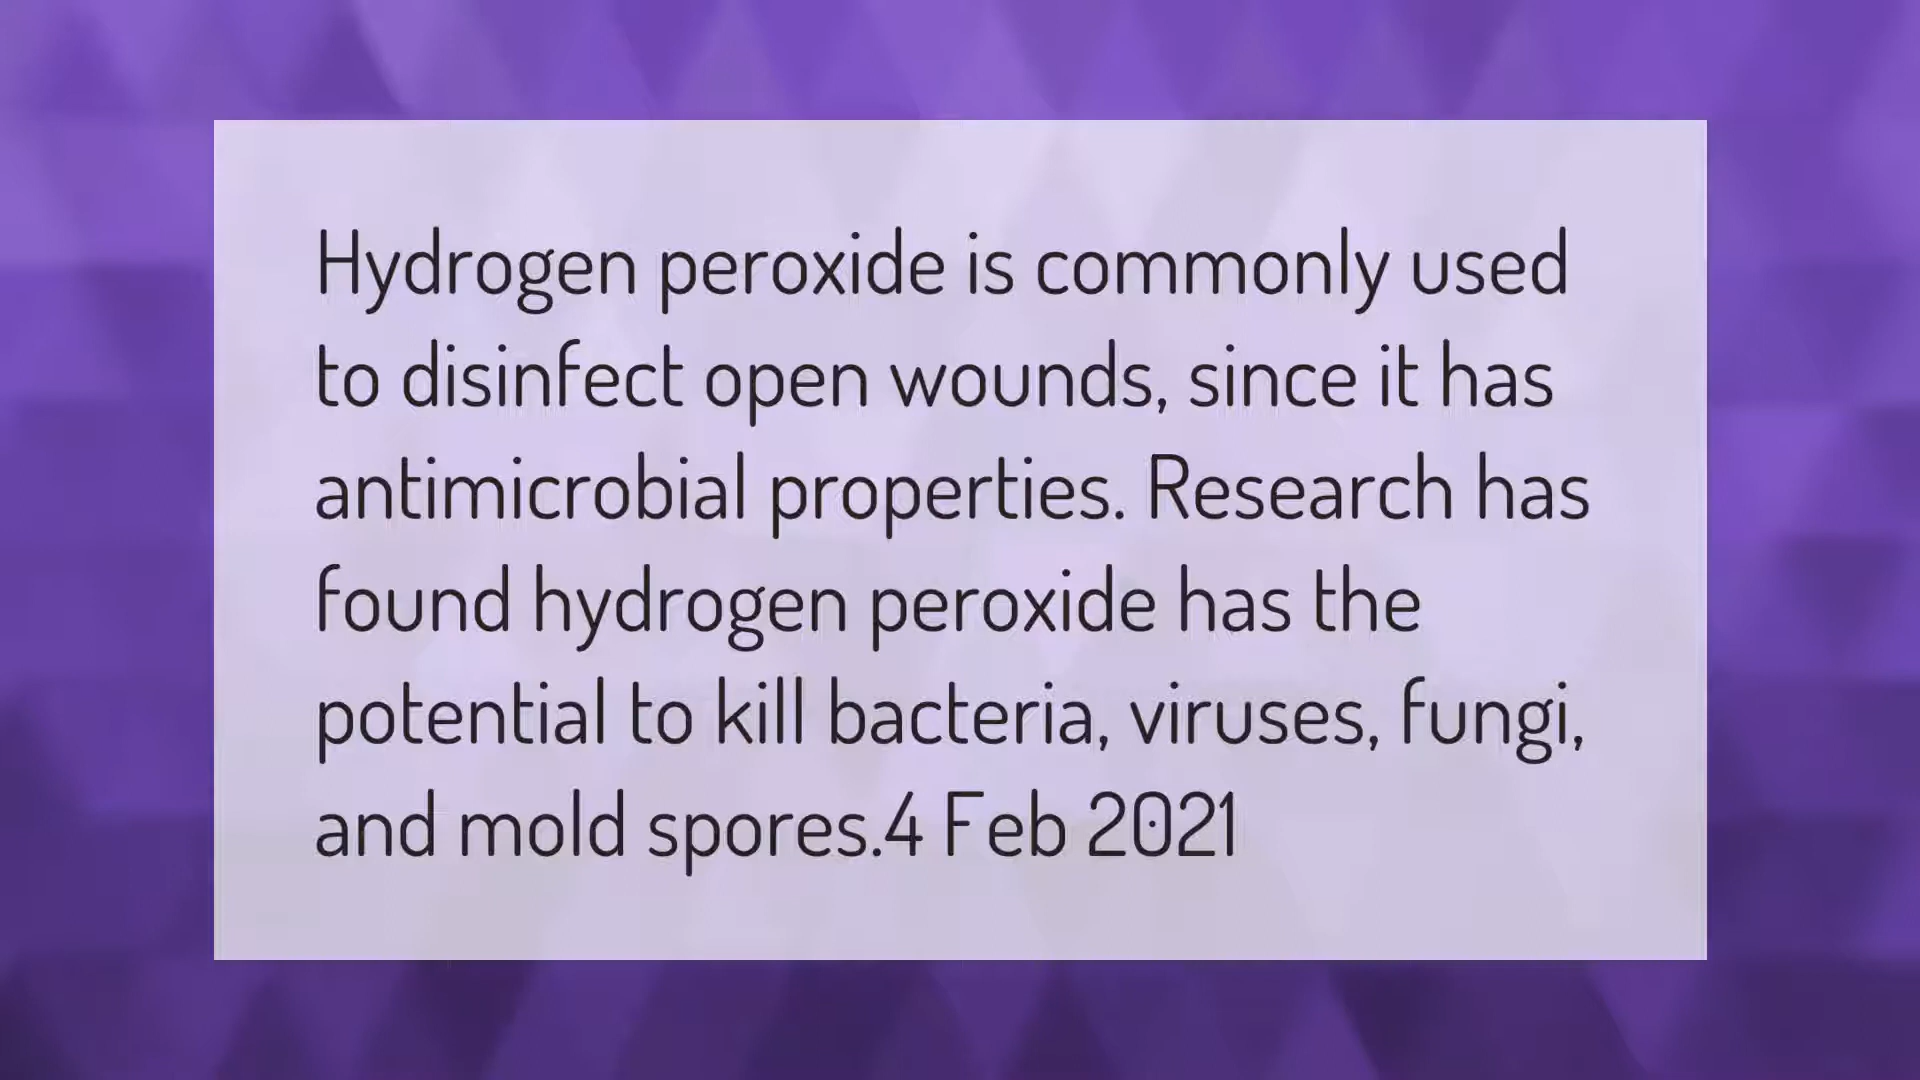 Hydrogen peroxide is commonly used
to disinfect open wounds, since it has
antimicrobial properties. Research has
found hydrogen peroxide has the
potential to kill bacteria, viruses, fungi,
and mold spores.4 Feb 2021